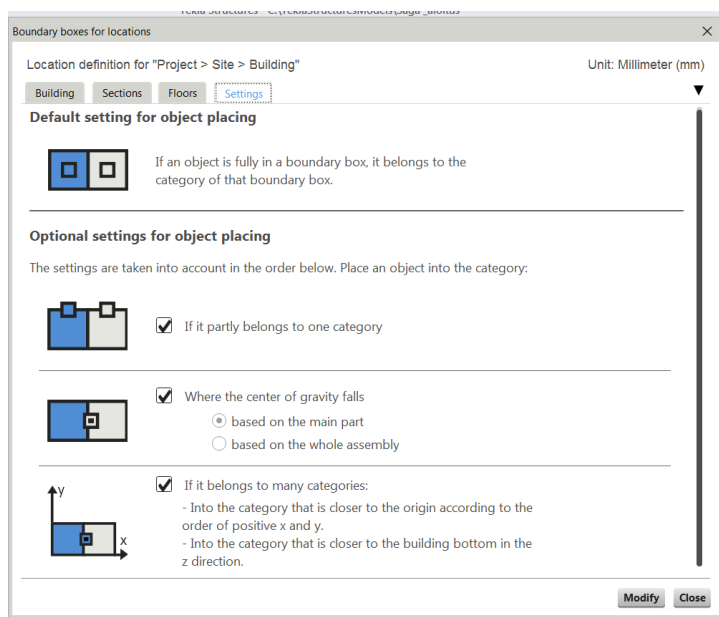 Tekla Structures - C:\TeklaStructuresModels\Saga_aloitus
Boundary boxes for locations
Location definition for "Project > Site > Building"
Unit: Millimeter (mm)
Building
Sections
Floors
Settings
Default setting for object placing
If an object is fully in a boundary box, it belongs to the
category of that boundary box.
Optional settings for object placing
The settings are taken into account in the order below. Place an object into the category:
If it partly belongs to one category
Where the center of gravity falls
based on the main part
based on the whole assembly
y
x
If it belongs to many categories:
- Into the category that is closer to the origin according to the
order of positive x and y.
- Into the category that is closer to the building bottom in the
z direction.
Modify
Close